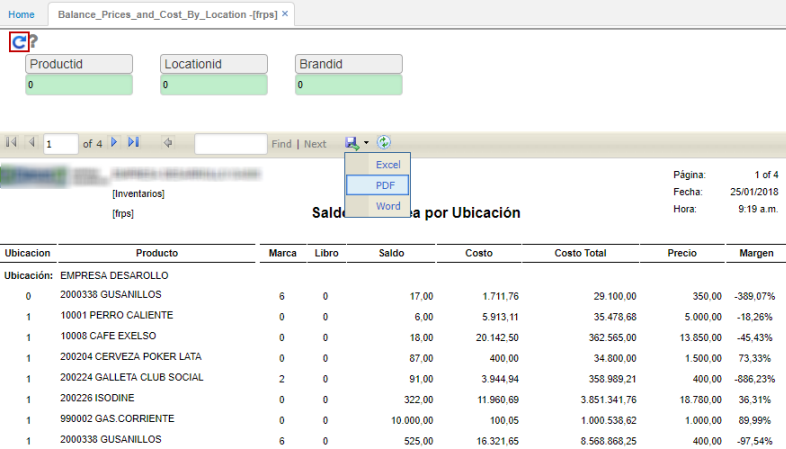 Home Balance_Prices_and_Cost_By_Location -[frps] ×
?
Productid Locationid Brandid
0 0 0
1 of 4 Find | Next
Excel
PDF
Word
Página: 1 of 4
[Inventarios] Fecha: 25/01/2018
[frps] Hora: 9:19 a.m.
por Ubicación
Ubicacion Producto Marca Libro Saldo Costo Costo Total Precio Margen
Ubicación: EMPRESA DESAROLLO
0 2000338 GUSANILLOS 6 0 17,00 1.711,76 29.100,00 350,00 -389,07%
1 10001 PERRO CALIENTE 0 0 6,00 5.913,11 35.478,68 5.000,00 -18,26%
1 10008 CAFE EXELSO 0 0 18,00 20.142,50 362.565,00 13.850,00 -45,43%
1 200204 CERVEZA POKER LATA 0 0 87,00 400,00 34.800,00 1.500,00 73,33%
1 200224 GALLETA CLUB SOCIAL 2 0 91,00 3.944,94 358.989,21 400,00 -886,23%
1 200226 ISODINE 0 0 322,00 11.960,69 3.851.341,76 18.780,00 36,31%
1 990002 GAS.CORRIENTE 0 0 10.000,00 100,05 1.000.538,62 1.000,00 89,99%
1 2000338 GUSANILLOS 6 0 525,00 16.321,65 8.568.868,25 400,00 -97,54%